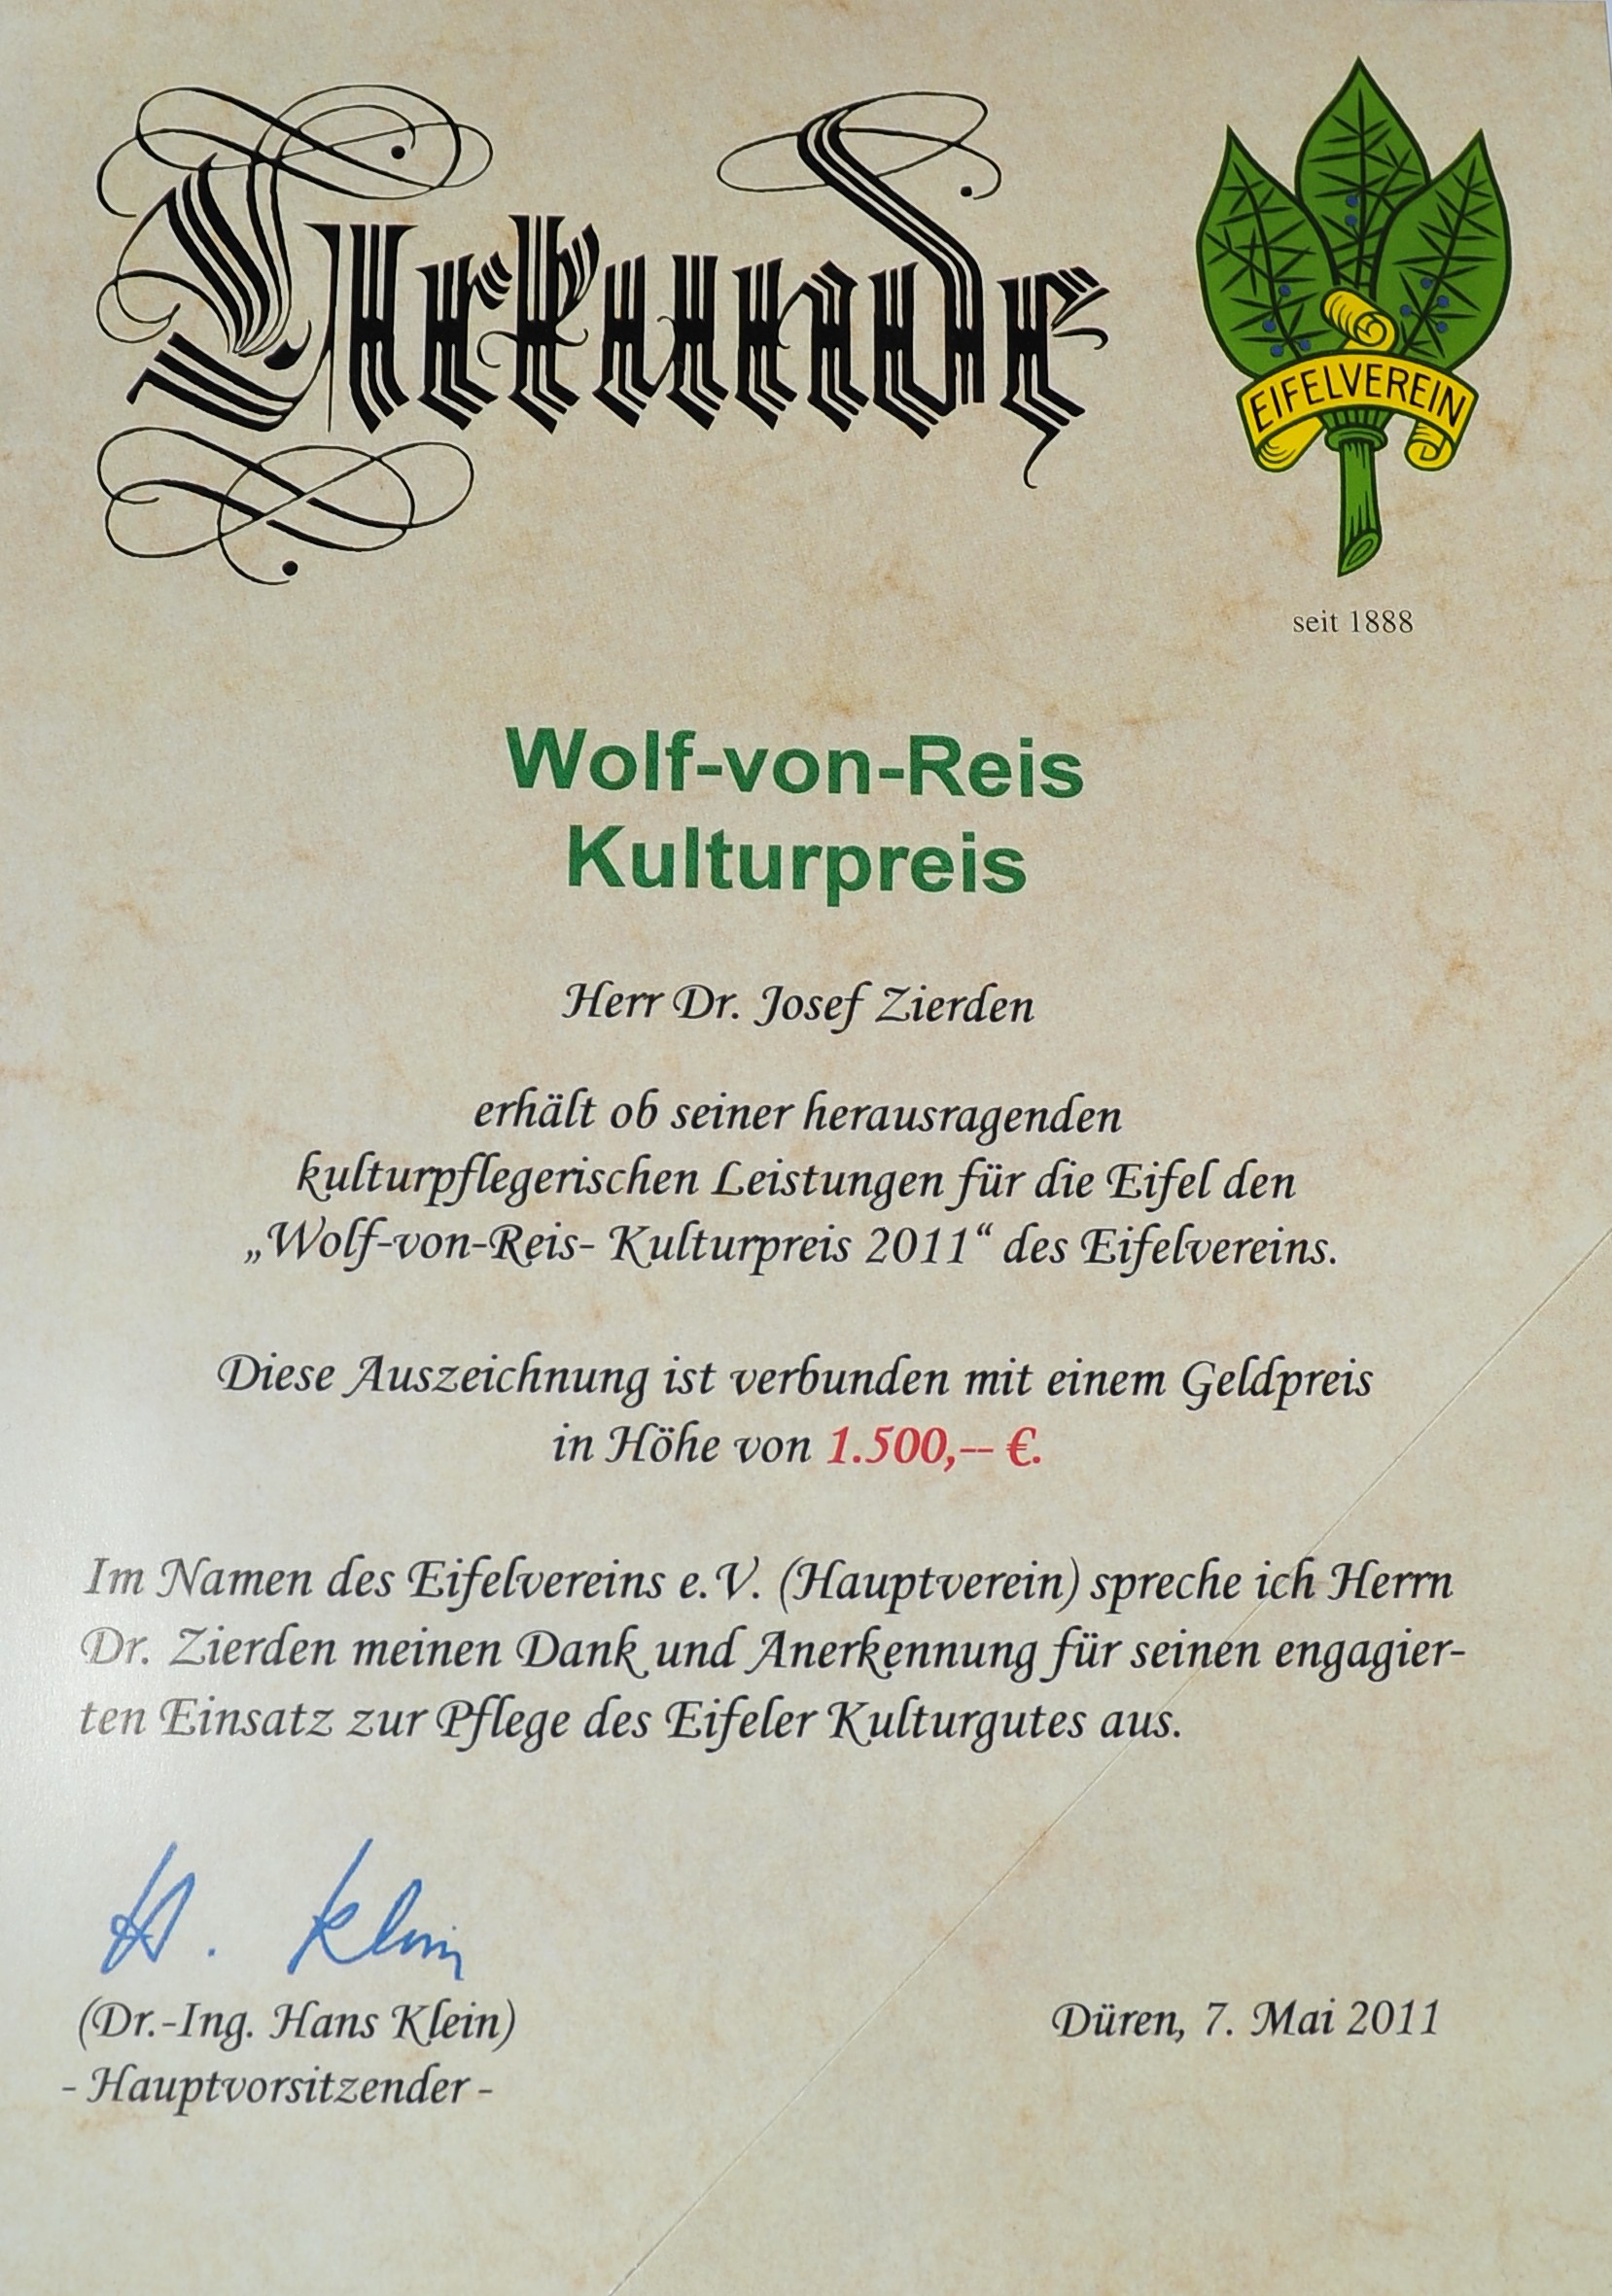 Urkunde
EIFELVEREIN
seit 1888
Wolf-von-Reis
Kulturpreis
Herr Dr. Josef Zierden
erhält ob seiner herausragenden
kulturpflegerischen Leistungen für die Eifel den
„Wolf-von-Reis- Kulturpreis 2011“ des Eifelvereins.
Diese Auszeichnung ist verbunden mit einem Geldpreis
in Höhe von 1.500,-- €.
Im Namen des Eifelvereins e.V. (Hauptverein) spreche ich Herrn
Dr. Zierden meinen Dank und Anerkennung für seinen engagier-
ten Einsatz zur Pflege des Eifeler Kulturgutes aus.
H. Klein
(Dr.-Ing. Hans Klein)
- Hauptvorsitzender -
Düren, 7. Mai 2011